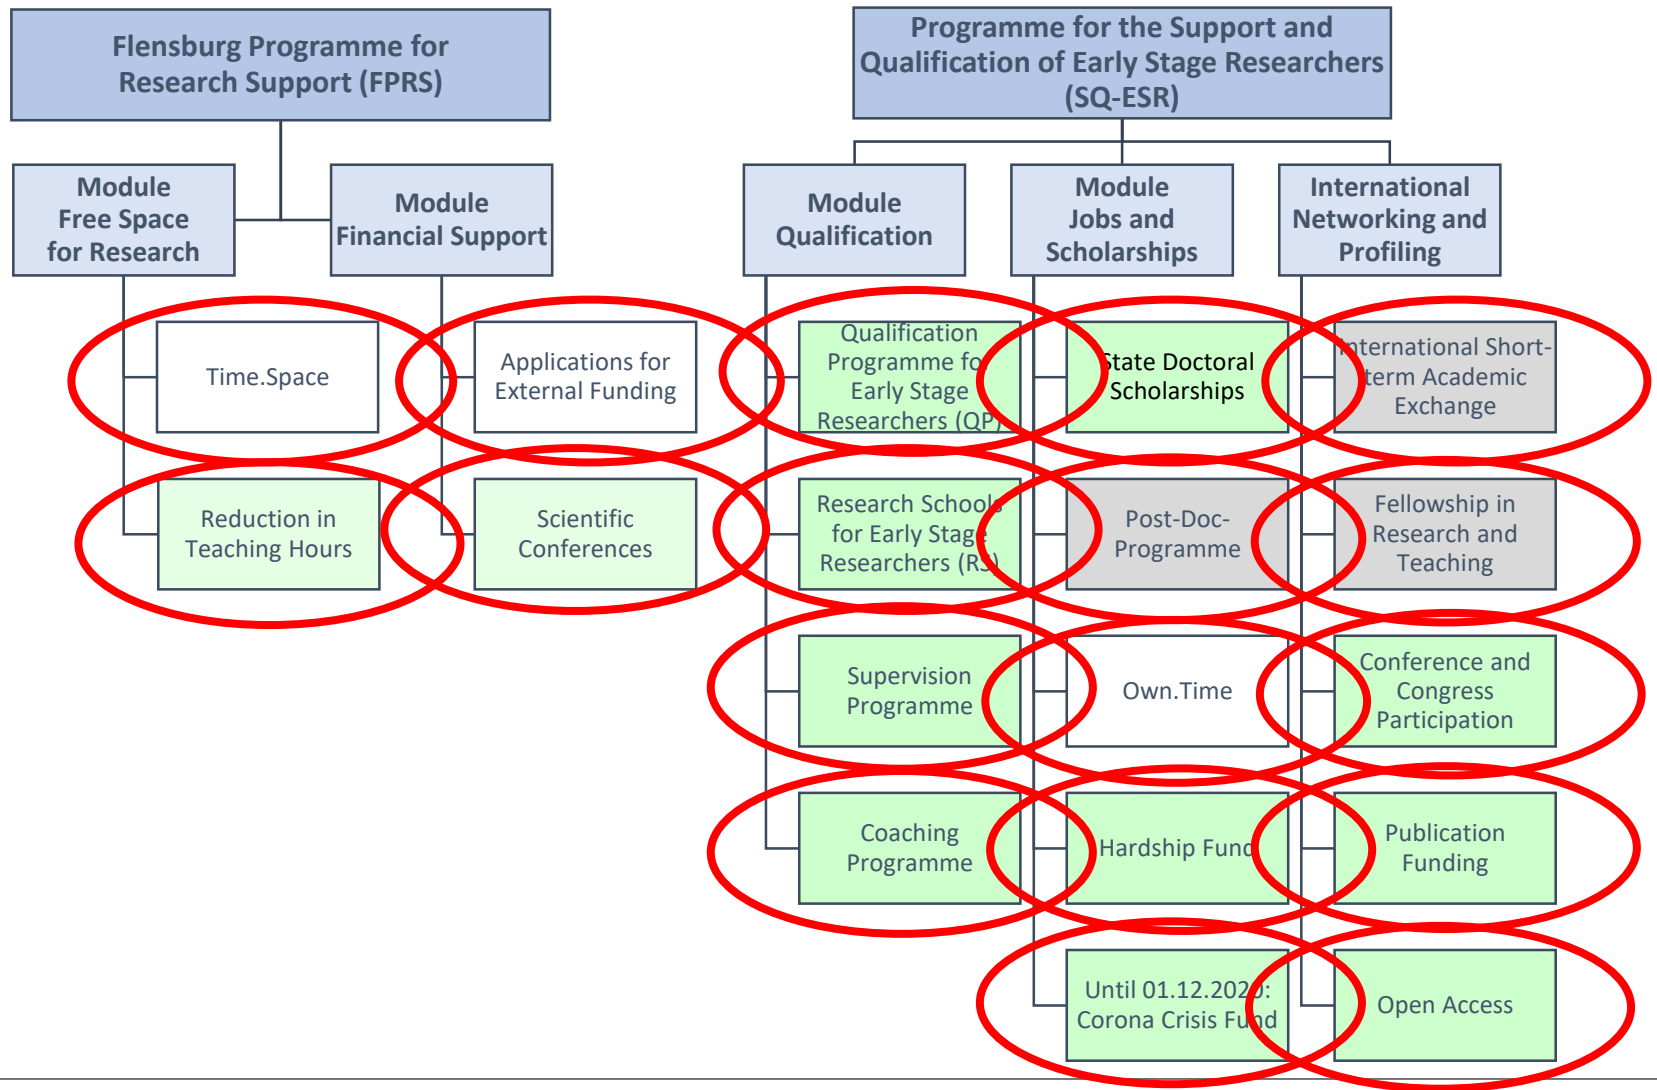 Flensburg Programme for
Research Support (FPRS)
Programme for the Support and
Qualification of Early Stage Researchers
(SQ-ESR)
Module
Free Space
for Research
Module
Financial Support
Module
Qualification
Module
Jobs and
Scholarships
International
Networking and
Profiling
Time.Space
Reduction in
Teaching Hours
Applications for
External Funding
Scientific
Conferences
Qualification
Programme for
Early Stage
Researchers (QP)
Research Schools
for Early Stage
Researchers (RS)
Supervision
Programme
Coaching
Programme
State Doctoral
Scholarships
Post-Doc-
Programme
Own.Time
Hardship Fund
Until 01.12.2020:
Corona Crisis Fund
International Short-
term Academic
Exchange
Fellowship in
Research and
Teaching
Conference and
Congress
Participation
Publication
Funding
Open Access